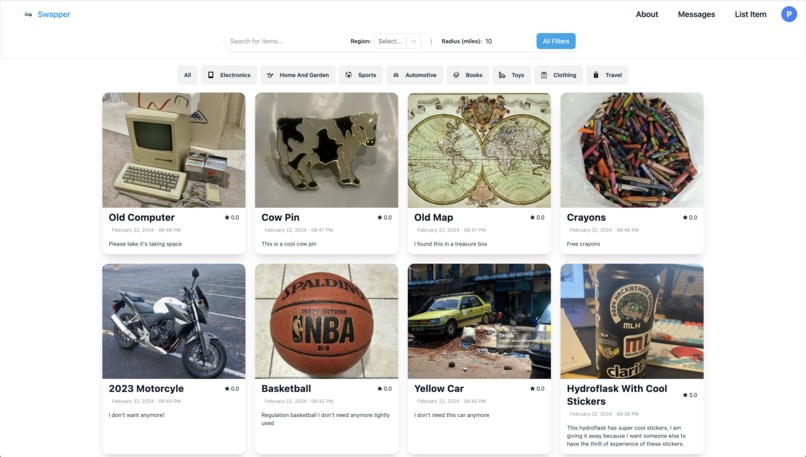 Swapper
About
Messages
List Item
P
Search for items...
Region: Select...
Radius (miles): 10
All Filters
All
Electronics
Home And Garden
Sports
Automotive
Books
Toys
Clothing
Travel
Old Computer
★ 0.0
February 22, 2024 - 06:48 PM
Please take it's taking space
Cow Pin
★ 0.0
February 22, 2024 - 06:47 PM
This is a cool cow pin
Old Map
★ 0.0
February 22, 2024 - 06:47 PM
I found this in a treasure box
Crayons
★ 0.0
February 22, 2024 - 06:46 PM
Free crayons
2023 Motorcyle
★ 0.0
February 22, 2024 - 06:44 PM
I don't want anymore!
SPALDING
NBA
Basketball
★ 0.0
February 22, 2024 - 06:42 PM
Regulation basketball I don't need anymore lightly
used
Yellow Car
★ 0.0
February 22, 2024 - 06:40 PM
I don't need this car anymore
HACKATHON
MLH
Hydroflask With Cool
Stickers
★ 5.0
February 22, 2024 - 06:38 PM
This hydroflask has super cool stickers, I am
giving it away because I want someone else to
have the thrill of experience of these stickers.